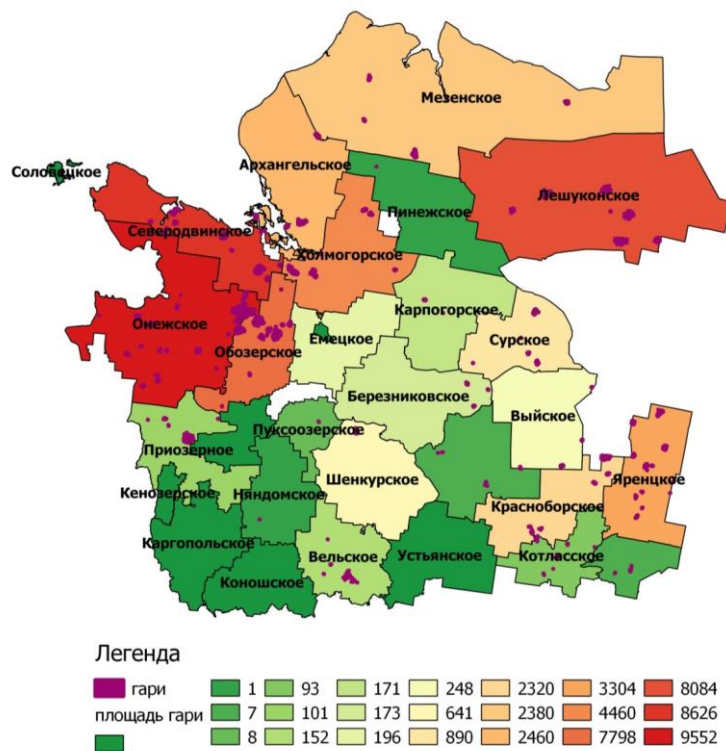 Мезенское
Соловецкое
Архангельское
Лешуконское
Пинежское
Северодвинское
Холмогорское
Карпогорское
Онежское
Обозерское
Емецкое
Сурское
Березниковское
Выйское
Пуксоозерское
Приозерное
Шенкурское
Яренцкое
Кенозерское
Няндомское
Красноборское
Каргопольское
Вельское
Устьянское
Котласское
Коношское
Легенда
гари 1 93 171 248 2320 3304 8084
площадь гари 7 101 173 641 2380 4460 8626
8 152 196 890 2460 7798 9552